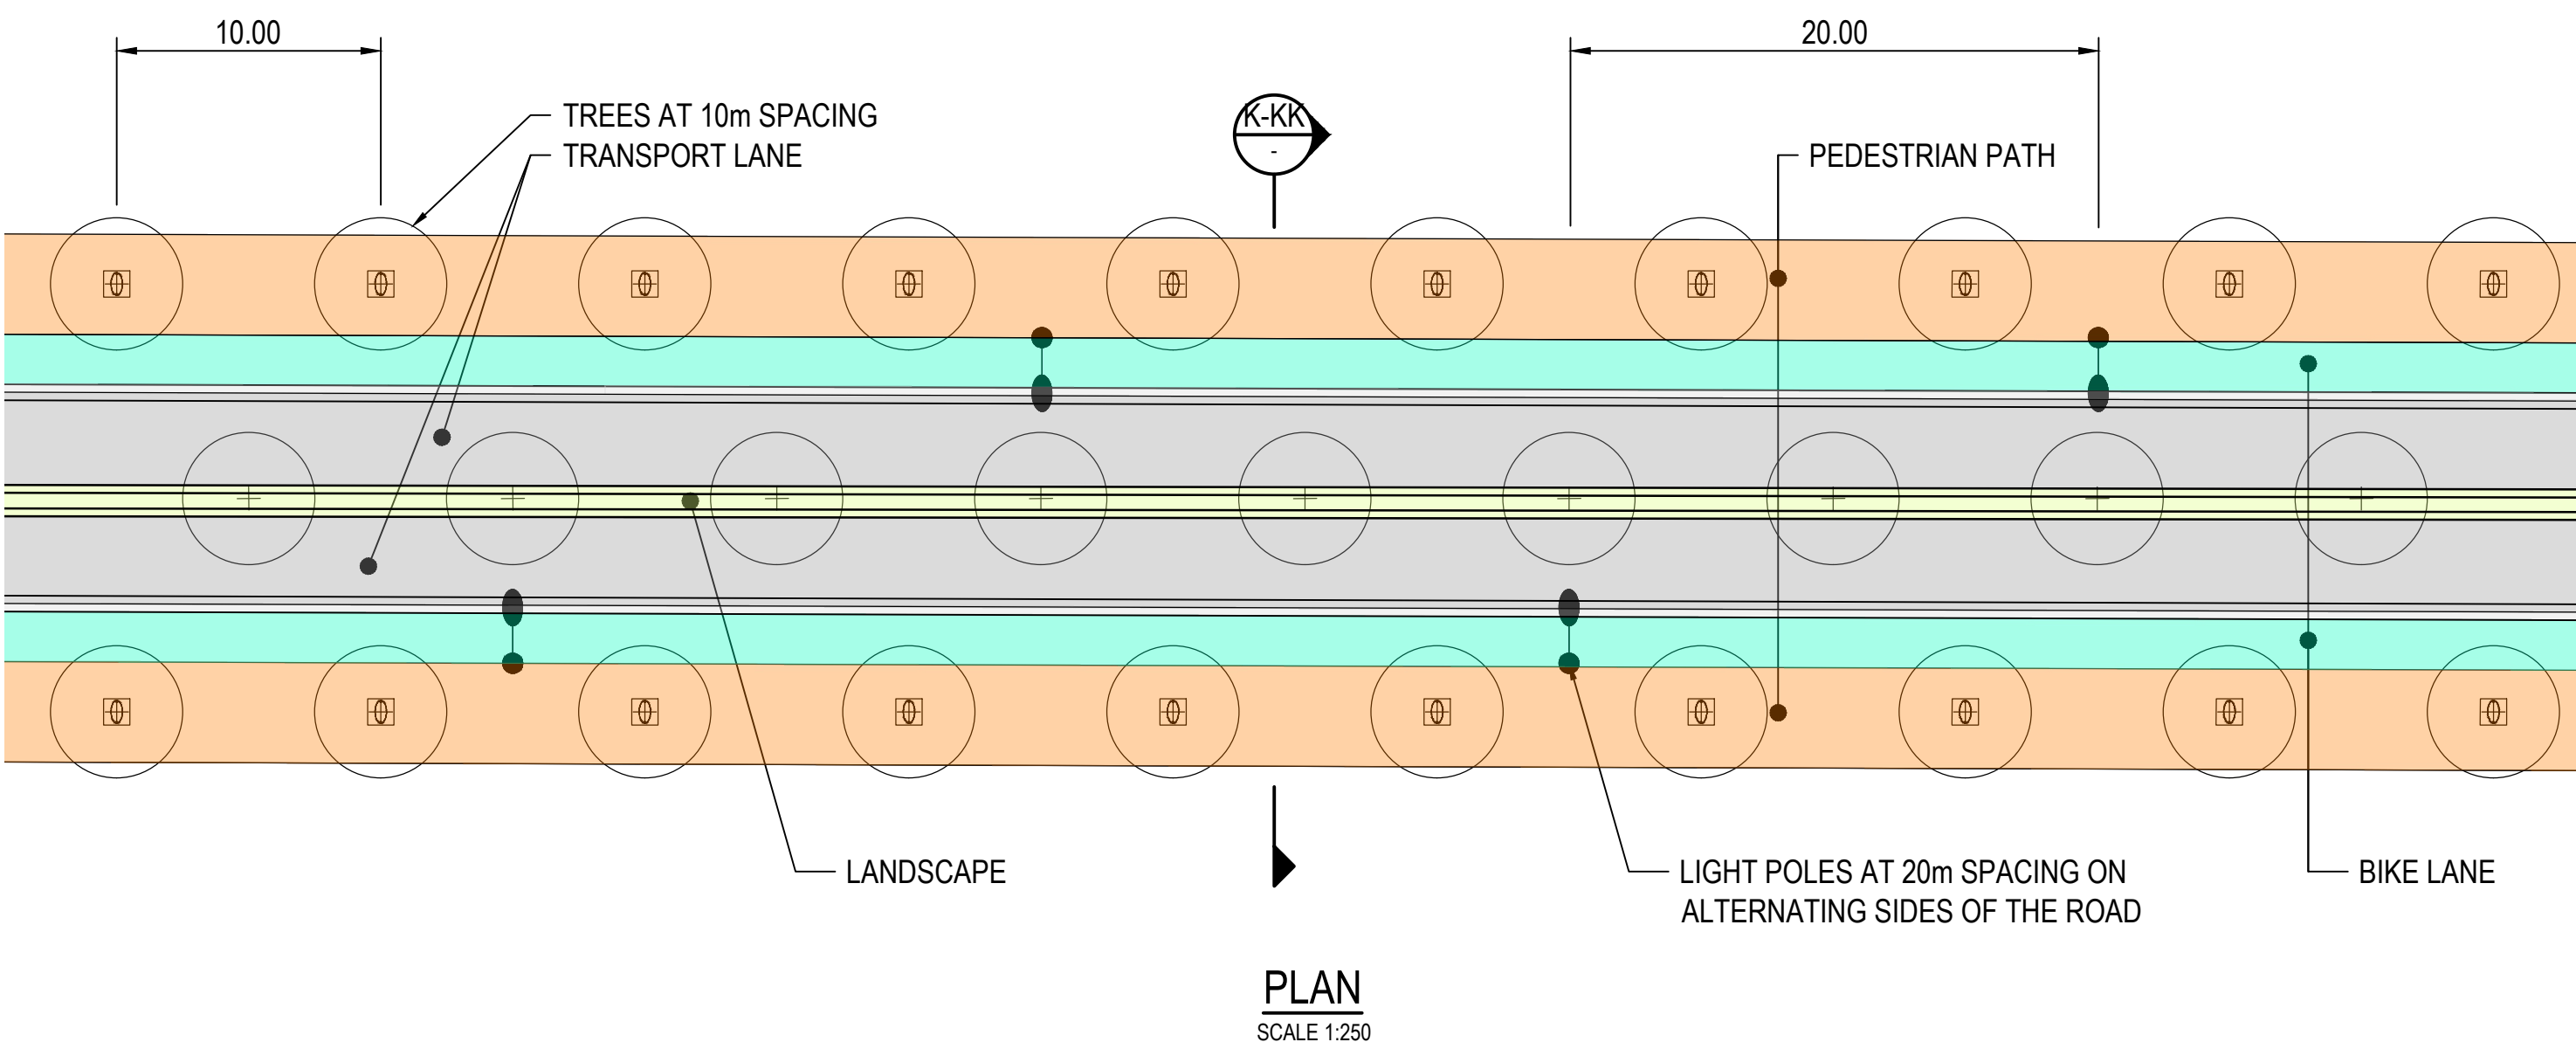 10.00
20.00
TREES AT 10m SPACING
TRANSPORT LANE
K-KK
-
PEDESTRIAN PATH
LANDSCAPE
LIGHT POLES AT 20m SPACING ON
ALTERNATING SIDES OF THE ROAD
BIKE LANE
PLAN
SCALE 1:250